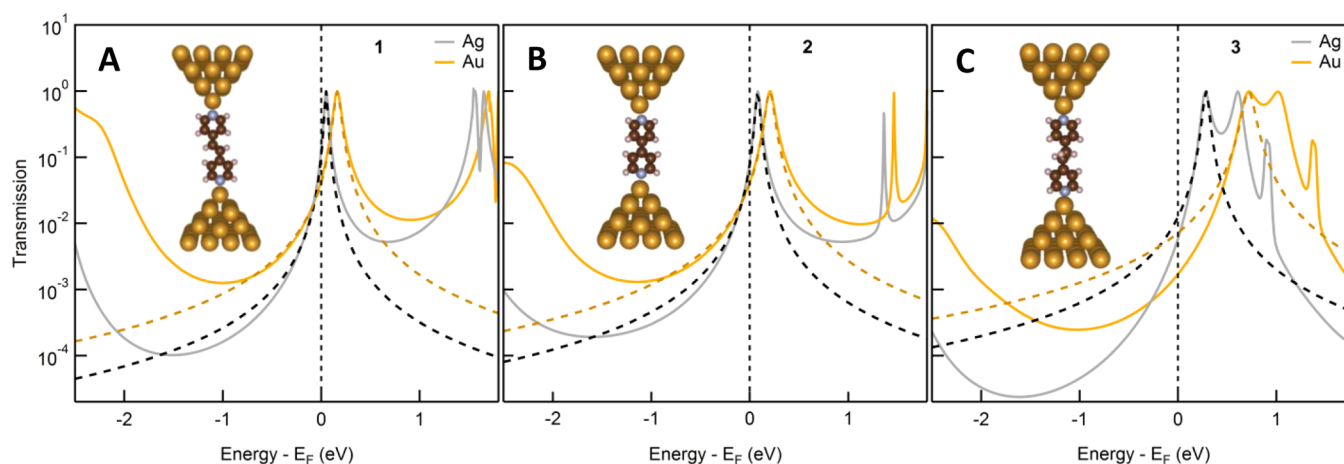 A
1
Ag
Au
B
2
Ag
Au
C
3
Ag
Au
Transmission
10¹
10⁰
10⁻¹
10⁻²
10⁻³
10⁻⁴
-2 -1 0 1
-2 -1 0 1
-2 -1 0 1
Energy - E_F (eV)
Energy - E_F (eV)
Energy - E_F (eV)